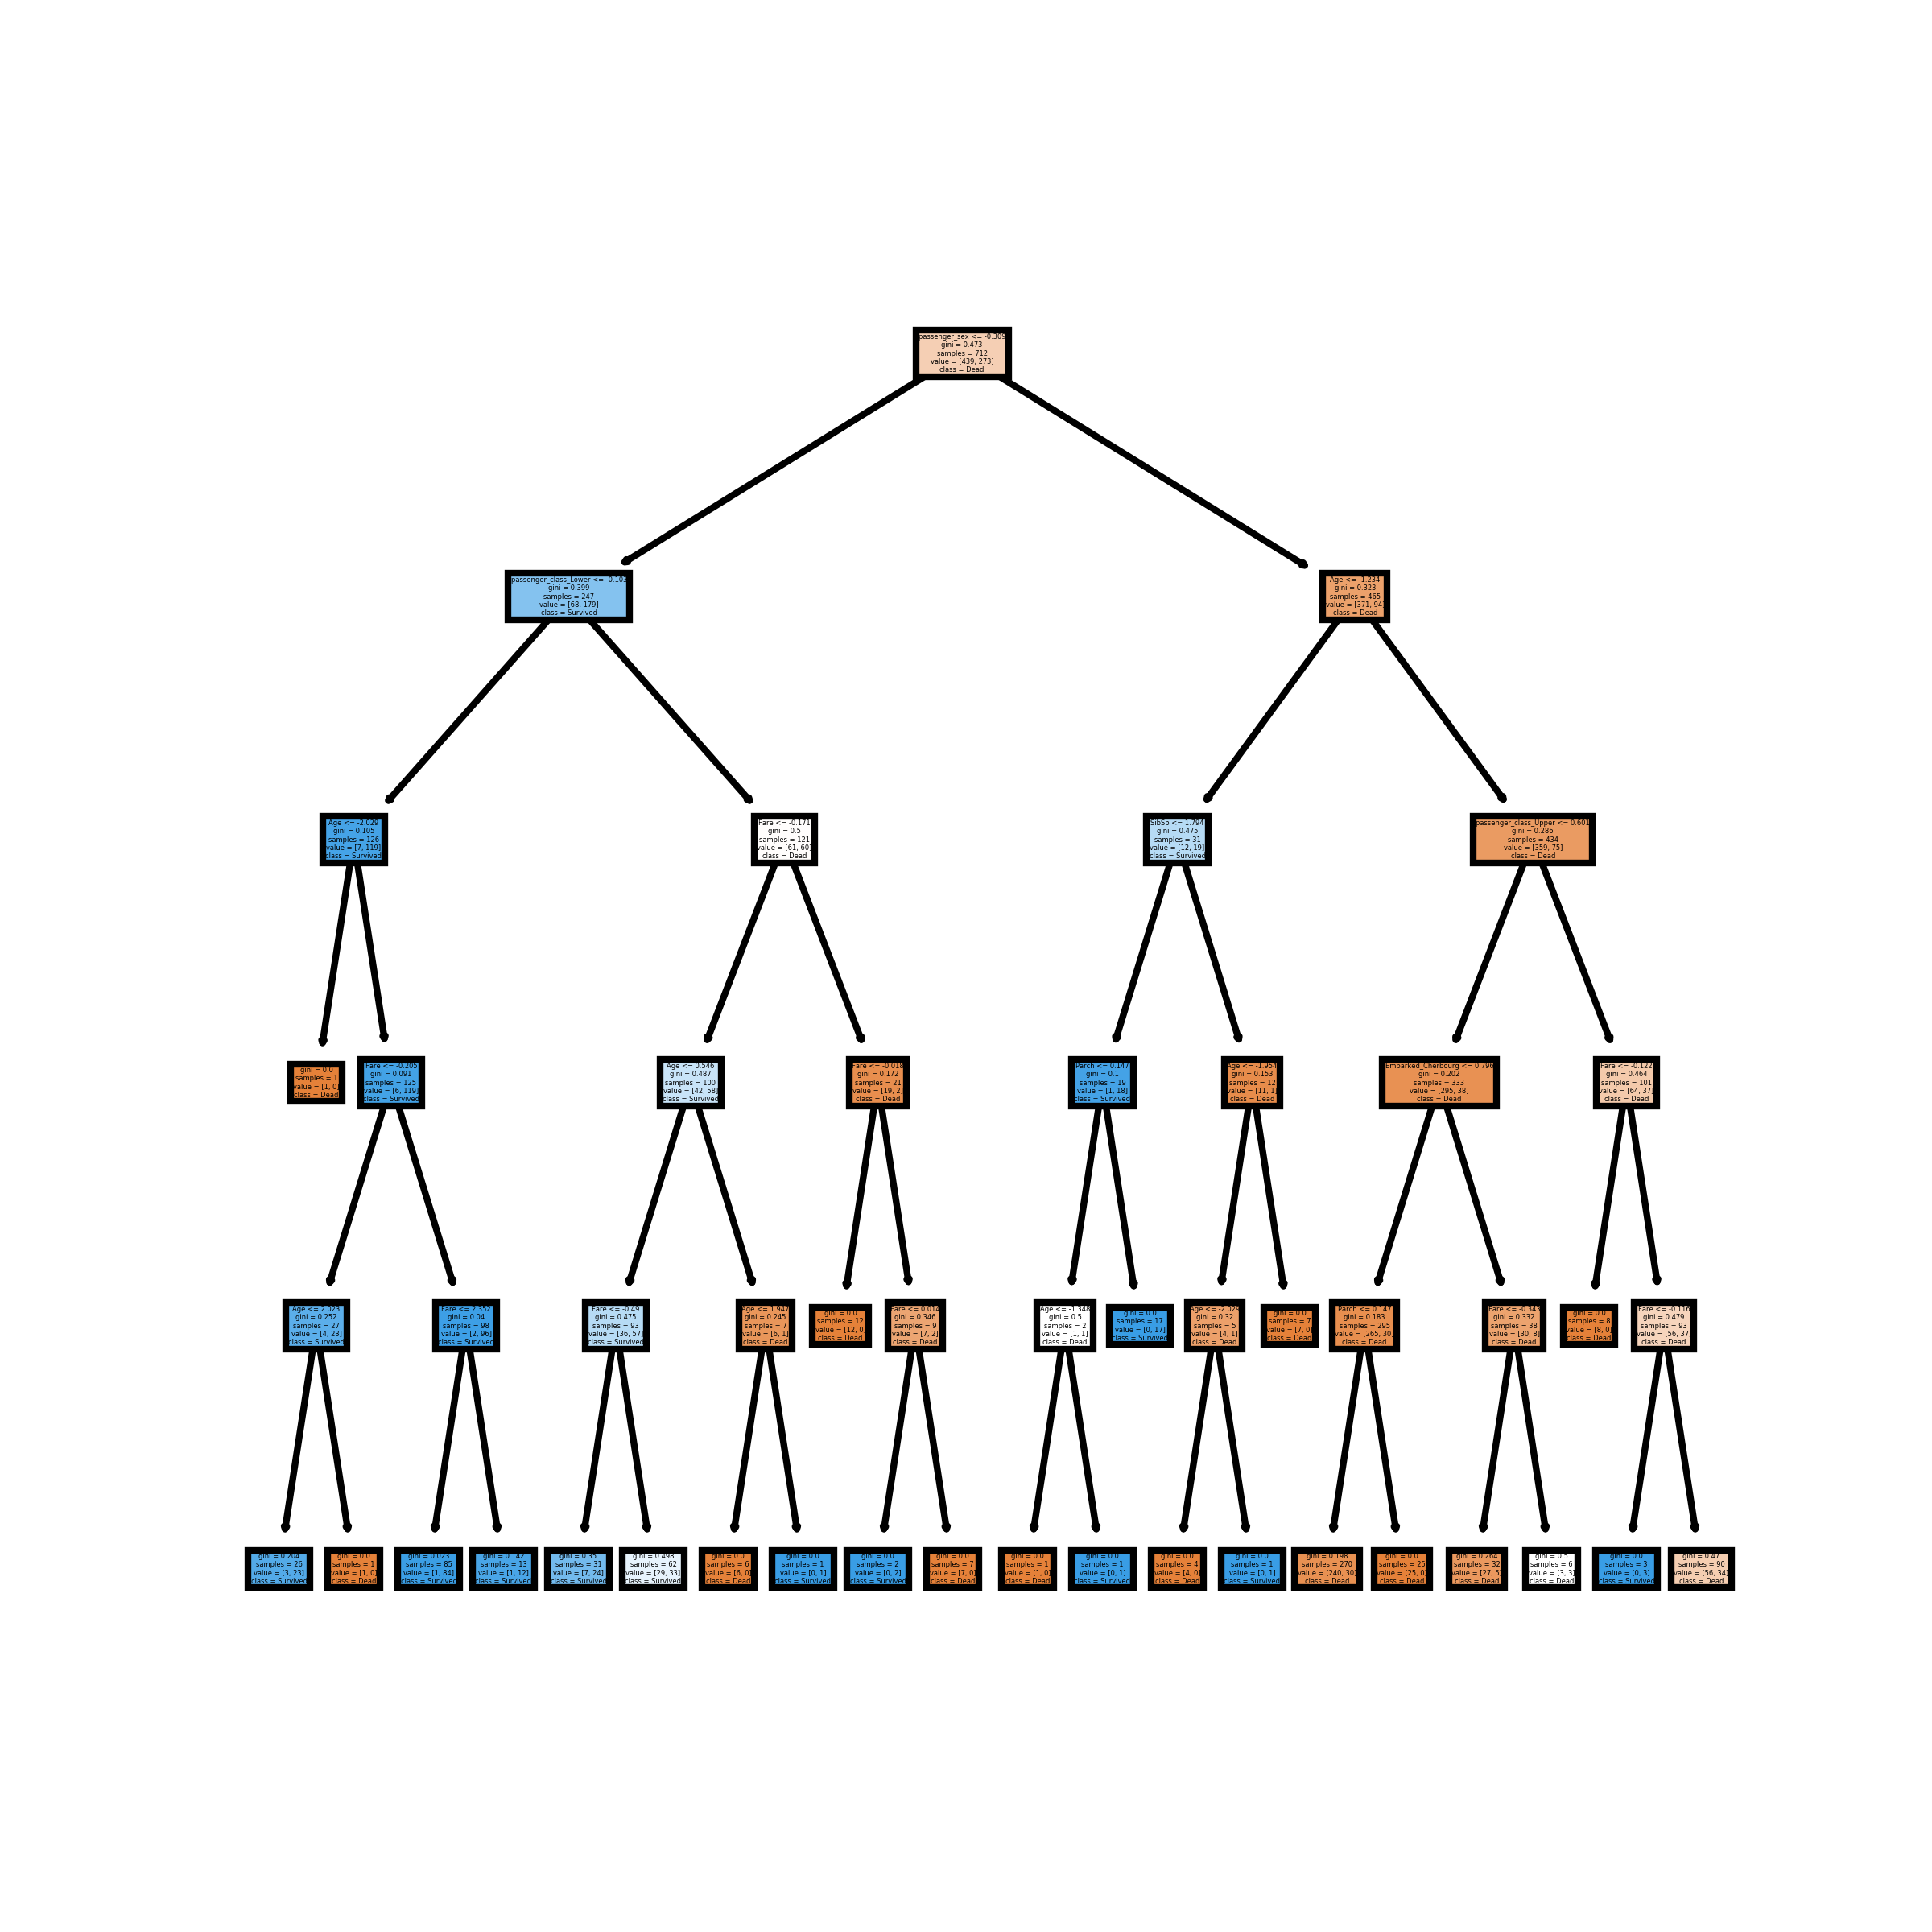 passenger_sex <= -0.309
gini = 0.473
samples = 712
value = [439, 273]
class = Dead
passenger_class_Lower <= -0.103
gini = 0.399
samples = 247
value = [68, 179]
class = Survived
Age <= -1.234
gini = 0.323
samples = 465
value = [371, 94]
class = Dead
Age <= -2.029
gini = 0.105
samples = 126
value = [7, 119]
class = Survived
Fare <= -0.171
gini = 0.5
samples = 121
value = [61, 60]
class = Dead
SibSp <= 1.794
gini = 0.475
samples = 31
value = [12, 19]
class = Survived
passenger_class_Upper <= 0.601
gini = 0.286
samples = 434
value = [359, 75]
class = Dead
gini = 0.0
samples = 1
value = [1, 0]
class = Dead
Fare <= -0.205
gini = 0.091
samples = 125
value = [6, 119]
class = Survived
Age <= 0.546
gini = 0.487
samples = 100
value = [42, 58]
class = Survived
Fare <= -0.018
gini = 0.172
samples = 21
value = [19, 2]
class = Dead
Parch <= 0.147
gini = 0.1
samples = 19
value = [1, 18]
class = Survived
Age <= -1.954
gini = 0.153
samples = 12
value = [11, 1]
class = Dead
Embarked_Cherbourg <= 0.796
gini = 0.202
samples = 333
value = [295, 38]
class = Dead
Fare <= -0.122
gini = 0.464
samples = 101
value = [64, 37]
class = Dead
Age <= 2.023
gini = 0.252
samples = 27
value = [4, 23]
class = Survived
Fare <= 2.352
gini = 0.04
samples = 98
value = [2, 96]
class = Survived
Fare <= -0.49
gini = 0.475
samples = 93
value = [36, 57]
class = Survived
Age <= 1.947
gini = 0.245
samples = 7
value = [6, 1]
class = Dead
gini = 0.0
samples = 12
value = [12, 0]
class = Dead
Fare <= 0.014
gini = 0.346
samples = 9
value = [7, 2]
class = Dead
Age <= -1.348
gini = 0.5
samples = 2
value = [1, 1]
class = Dead
gini = 0.0
samples = 17
value = [0, 17]
class = Survived
Age <= -2.029
gini = 0.32
samples = 5
value = [4, 1]
class = Dead
gini = 0.0
samples = 7
value = [7, 0]
class = Dead
Parch <= 0.147
gini = 0.183
samples = 295
value = [265, 30]
class = Dead
Fare <= -0.343
gini = 0.332
samples = 38
value = [30, 8]
class = Dead
gini = 0.0
samples = 8
value = [8, 0]
class = Dead
Fare <= -0.116
gini = 0.479
samples = 93
value = [56, 37]
class = Dead
gini = 0.204
samples = 26
value = [3, 23]
class = Survived
gini = 0.0
samples = 1
value = [1, 0]
class = Dead
gini = 0.023
samples = 85
value = [1, 84]
class = Survived
gini = 0.142
samples = 13
value = [1, 12]
class = Survived
gini = 0.35
samples = 31
value = [7, 24]
class = Survived
gini = 0.498
samples = 62
value = [29, 33]
class = Survived
gini = 0.0
samples = 6
value = [6, 0]
class = Dead
gini = 0.0
samples = 1
value = [0, 1]
class = Survived
gini = 0.0
samples = 2
value = [0, 2]
class = Survived
gini = 0.0
samples = 7
value = [7, 0]
class = Dead
gini = 0.0
samples = 1
value = [1, 0]
class = Dead
gini = 0.0
samples = 1
value = [0, 1]
class = Survived
gini = 0.0
samples = 4
value = [4, 0]
class = Dead
gini = 0.0
samples = 1
value = [0, 1]
class = Survived
gini = 0.198
samples = 270
value = [240, 30]
class = Dead
gini = 0.0
samples = 25
value = [25, 0]
class = Dead
gini = 0.264
samples = 32
value = [27, 5]
class = Dead
gini = 0.5
samples = 6
value = [3, 3]
class = Dead
gini = 0.0
samples = 3
value = [0, 3]
class = Survived
gini = 0.47
samples = 90
value = [56, 34]
class = Dead